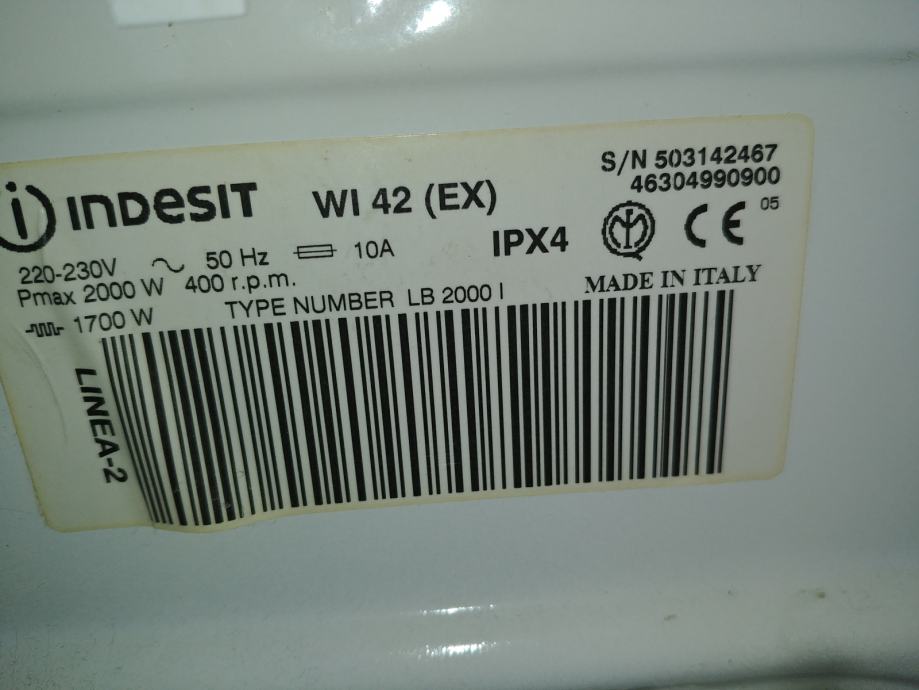 S/N 503142467
46304990900
05
i INDESIT WI 42 (EX)
IPX4
CE
220-230V ~ 50 Hz 10A
Pmax 2000 W 400 r.p.m.
MADE IN ITALY
1700 W TYPE NUMBER LB 2000 I
LINEA-2